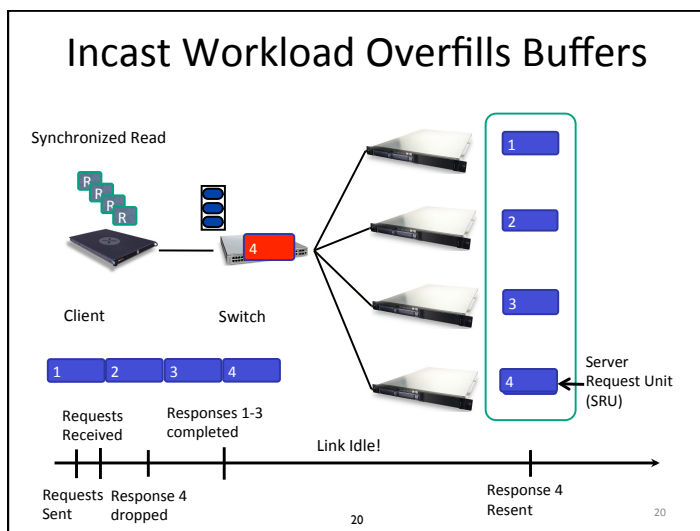 Incast Workload Overfills Buffers
Synchronized Read
R
R
R
R
1
2
3
4
4
Client
Switch
1
2
3
4
Server
Request Unit
(SRU)
Requests
Received
Responses 1-3
completed
Link Idle!
Requests
Sent
Response 4
dropped
Response 4
Resent
20
20